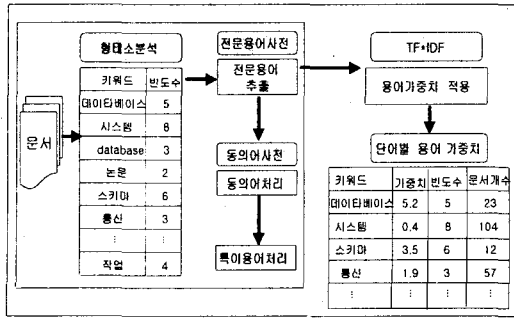 형태소분석
키워드 빈도수
데이타베이스 5
시스템 8
database 3
논문 2
스키마 6
통신 3
⋮ ⋮
작업 4
문서
전문용어사전
전문용어
추출
동의어사전
동의어처리
특이용어처리
TF*IDF
용어가중치 적용
단어별 용어 가중치
키워드 가중치 빈도수 문서개수
데이타베이스 5.2 5 23
시스템 0.4 8 104
스키마 3.5 6 12
통신 1.9 3 57
⋮ ⋮ ⋮ ⋮